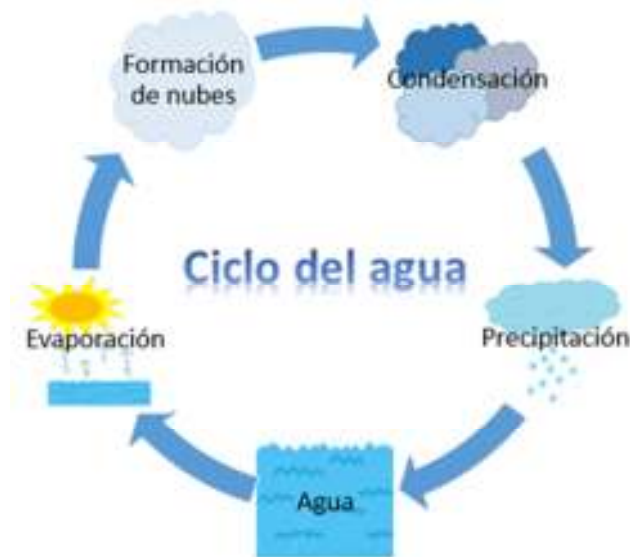 Formación
de nubes
Condensación
Ciclo del agua
Evaporación
Precipitación
Agua